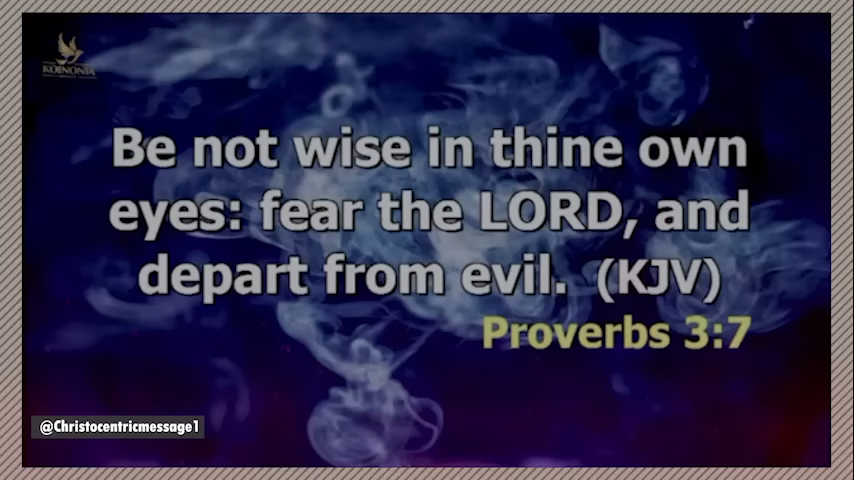 KOINONIA
Be not wise in thine own
eyes: fear the LORD, and
depart from evil. (KJV)
Proverbs 3:7
@Christocentricmessage1